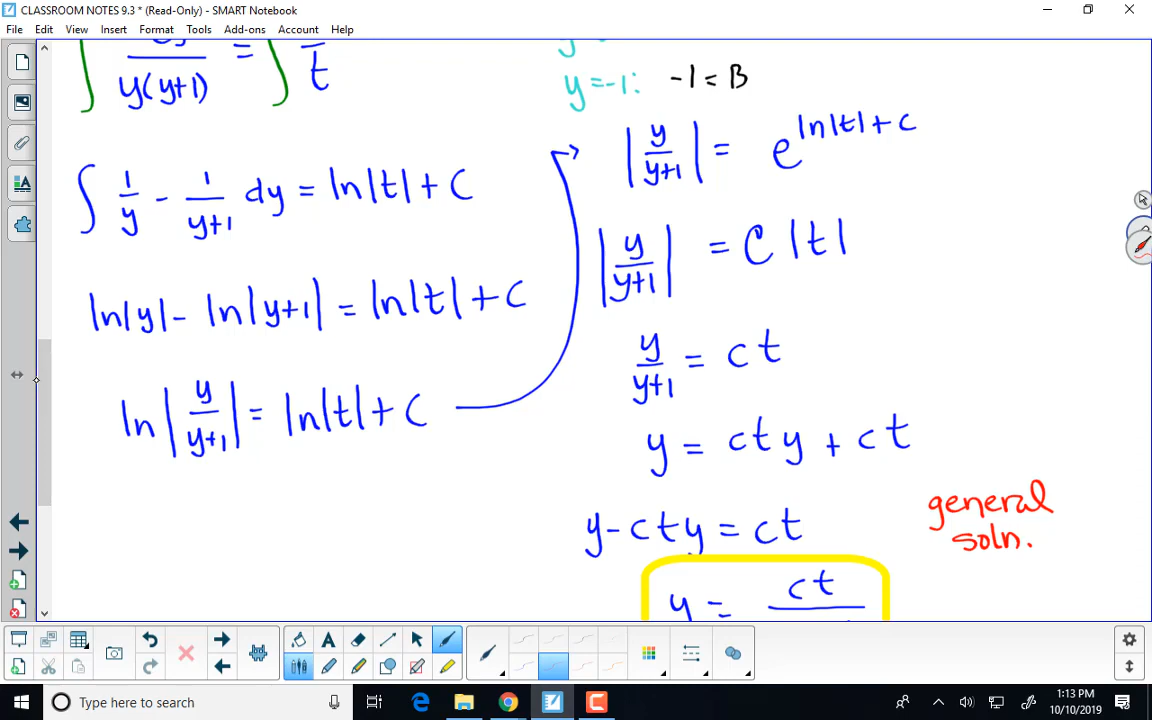 CLASSROOM NOTES 9.3 * (Read-Only) - SMART Notebook
File Edit View Insert Format Tools Add-ons Account Help
∫ / y(y+1) = ∫ / t
∫ 1/y - 1/(y+1) dy = ln|t| + C
ln|y| - ln|y+1| = ln|t| + C
ln|y/(y+1)| = ln|t| + C
y = -1: -1 = B
|y/(y+1)| = e^(ln|t| + C)
|y/(y+1)| = C|t|
y/(y+1) = ct
y = cty + ct
y - cty = ct
general
soln.
y = ct
Type here to search
1:13 PM
10/10/2019